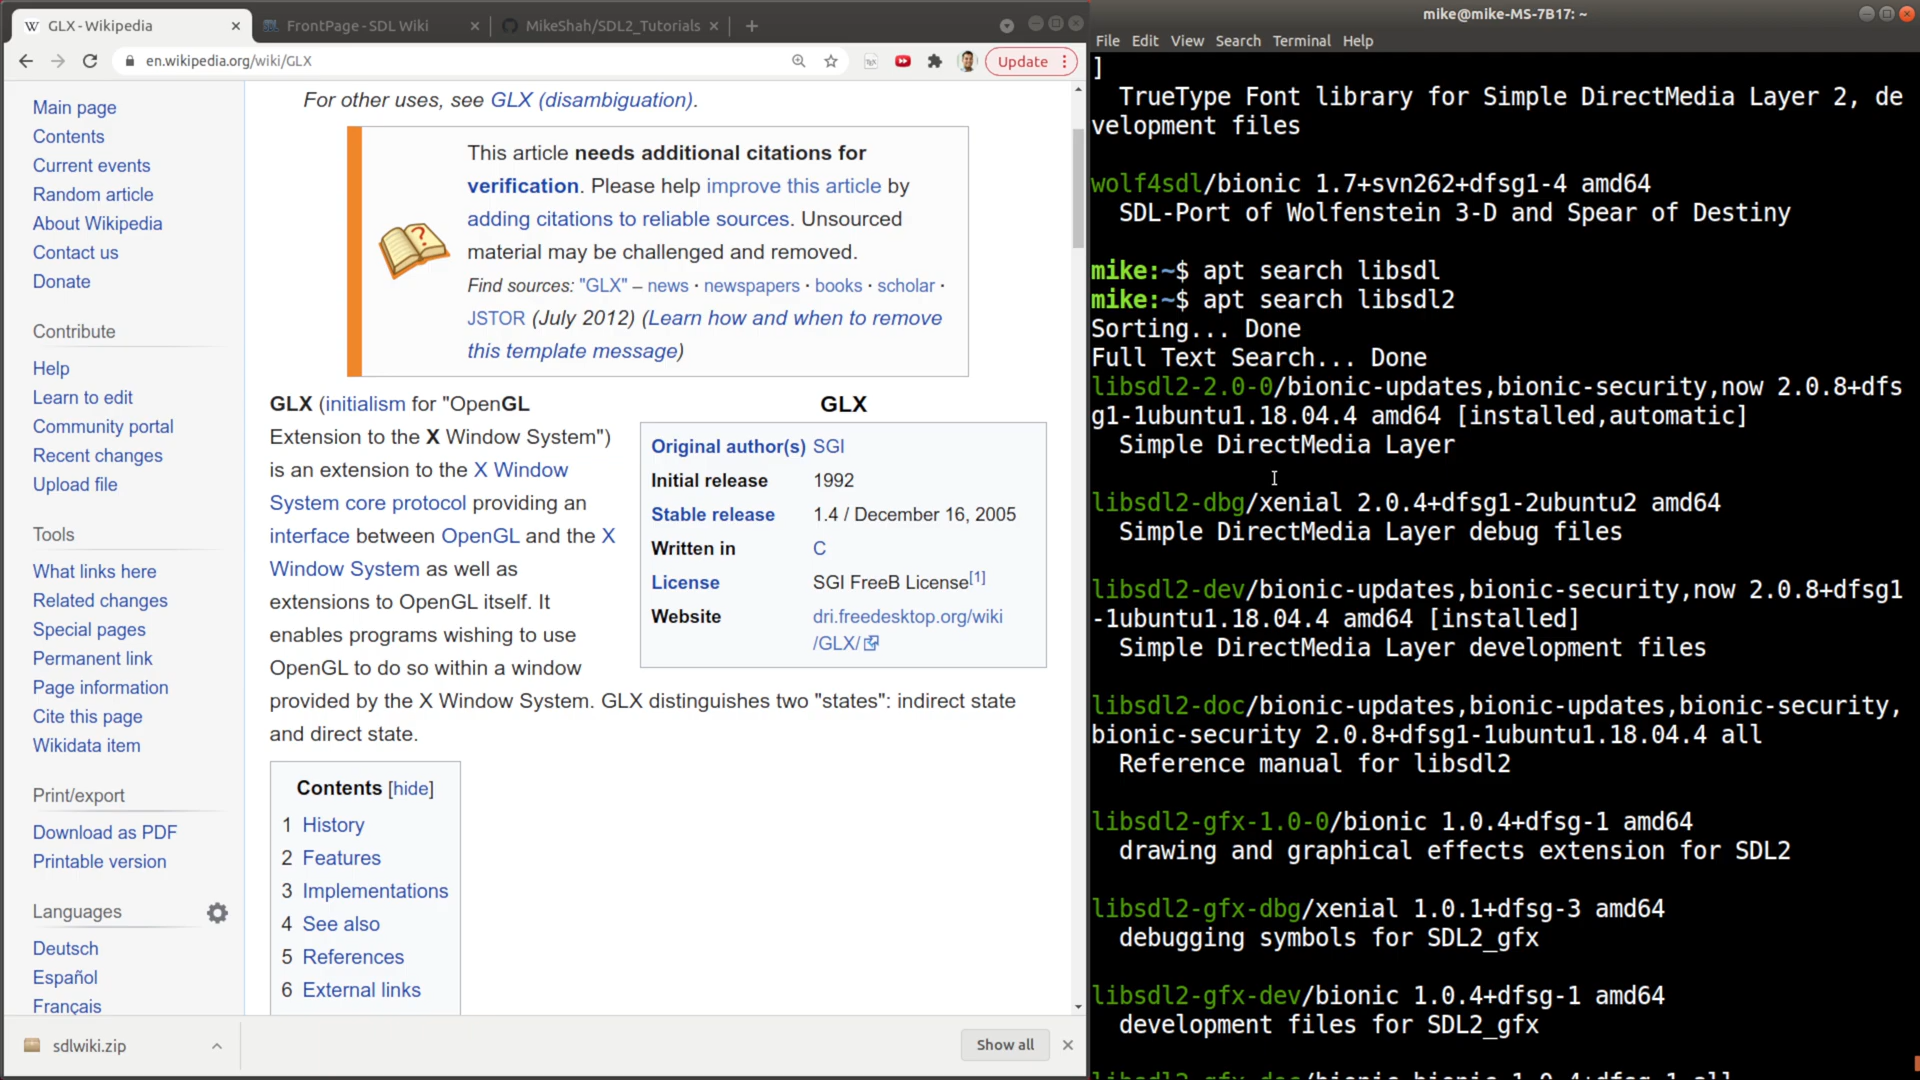 GLX - Wikipedia
FrontPage - SDL Wiki
MikeShah/SDL2_Tutorials
en.wikipedia.org/wiki/GLX
Update
Main page
Contents
Current events
Random article
About Wikipedia
Contact us
Donate
Contribute
Help
Learn to edit
Community portal
Recent changes
Upload file
Tools
What links here
Related changes
Special pages
Permanent link
Page information
Cite this page
Wikidata item
Print/export
Download as PDF
Printable version
Languages
Deutsch
Español
Français
For other uses, see GLX (disambiguation).
This article needs additional citations for
verification. Please help improve this article by
adding citations to reliable sources. Unsourced
material may be challenged and removed.
Find sources: "GLX" – news · newspapers · books · scholar ·
JSTOR (July 2012) (Learn how and when to remove
this template message)
GLX (initialism for "OpenGL
Extension to the X Window System")
is an extension to the X Window
System core protocol providing an
interface between OpenGL and the X
Window System as well as
extensions to OpenGL itself. It
enables programs wishing to use
OpenGL to do so within a window
provided by the X Window System. GLX distinguishes two "states": indirect state
and direct state.
GLX
Original author(s) SGI
Initial release 1992
Stable release 1.4 / December 16, 2005
Written in C
License SGI FreeB License[1]
Website dri.freedesktop.org/wiki
/GLX/
Contents [hide]
1 History
2 Features
3 Implementations
4 See also
5 References
6 External links
sdlwiki.zip
Show all
mike@mike-MS-7B17: ~
File Edit View Search Terminal Help
]
TrueType Font library for Simple DirectMedia Layer 2, de
velopment files
wolf4sdl/bionic 1.7+svn262+dfsg1-4 amd64
SDL-Port of Wolfenstein 3-D and Spear of Destiny
mike:~$ apt search libsdl
mike:~$ apt search libsdl2
Sorting... Done
Full Text Search... Done
libsdl2-2.0-0/bionic-updates,bionic-security,now 2.0.8+dfs
g1-1ubuntu1.18.04.4 amd64 [installed,automatic]
Simple DirectMedia Layer
libsdl2-dbg/xenial 2.0.4+dfsg1-2ubuntu2 amd64
Simple DirectMedia Layer debug files
libsdl2-dev/bionic-updates,bionic-security,now 2.0.8+dfsg1
-1ubuntu1.18.04.4 amd64 [installed]
Simple DirectMedia Layer development files
libsdl2-doc/bionic-updates,bionic-updates,bionic-security,
bionic-security 2.0.8+dfsg1-1ubuntu1.18.04.4 all
Reference manual for libsdl2
libsdl2-gfx-1.0-0/bionic 1.0.4+dfsg-1 amd64
drawing and graphical effects extension for SDL2
libsdl2-gfx-dbg/xenial 1.0.1+dfsg-3 amd64
debugging symbols for SDL2_gfx
libsdl2-gfx-dev/bionic 1.0.4+dfsg-1 amd64
development files for SDL2_gfx
libsdl2-gfx-doc/bionic,bionic 1.0.4+dfsg-1 all